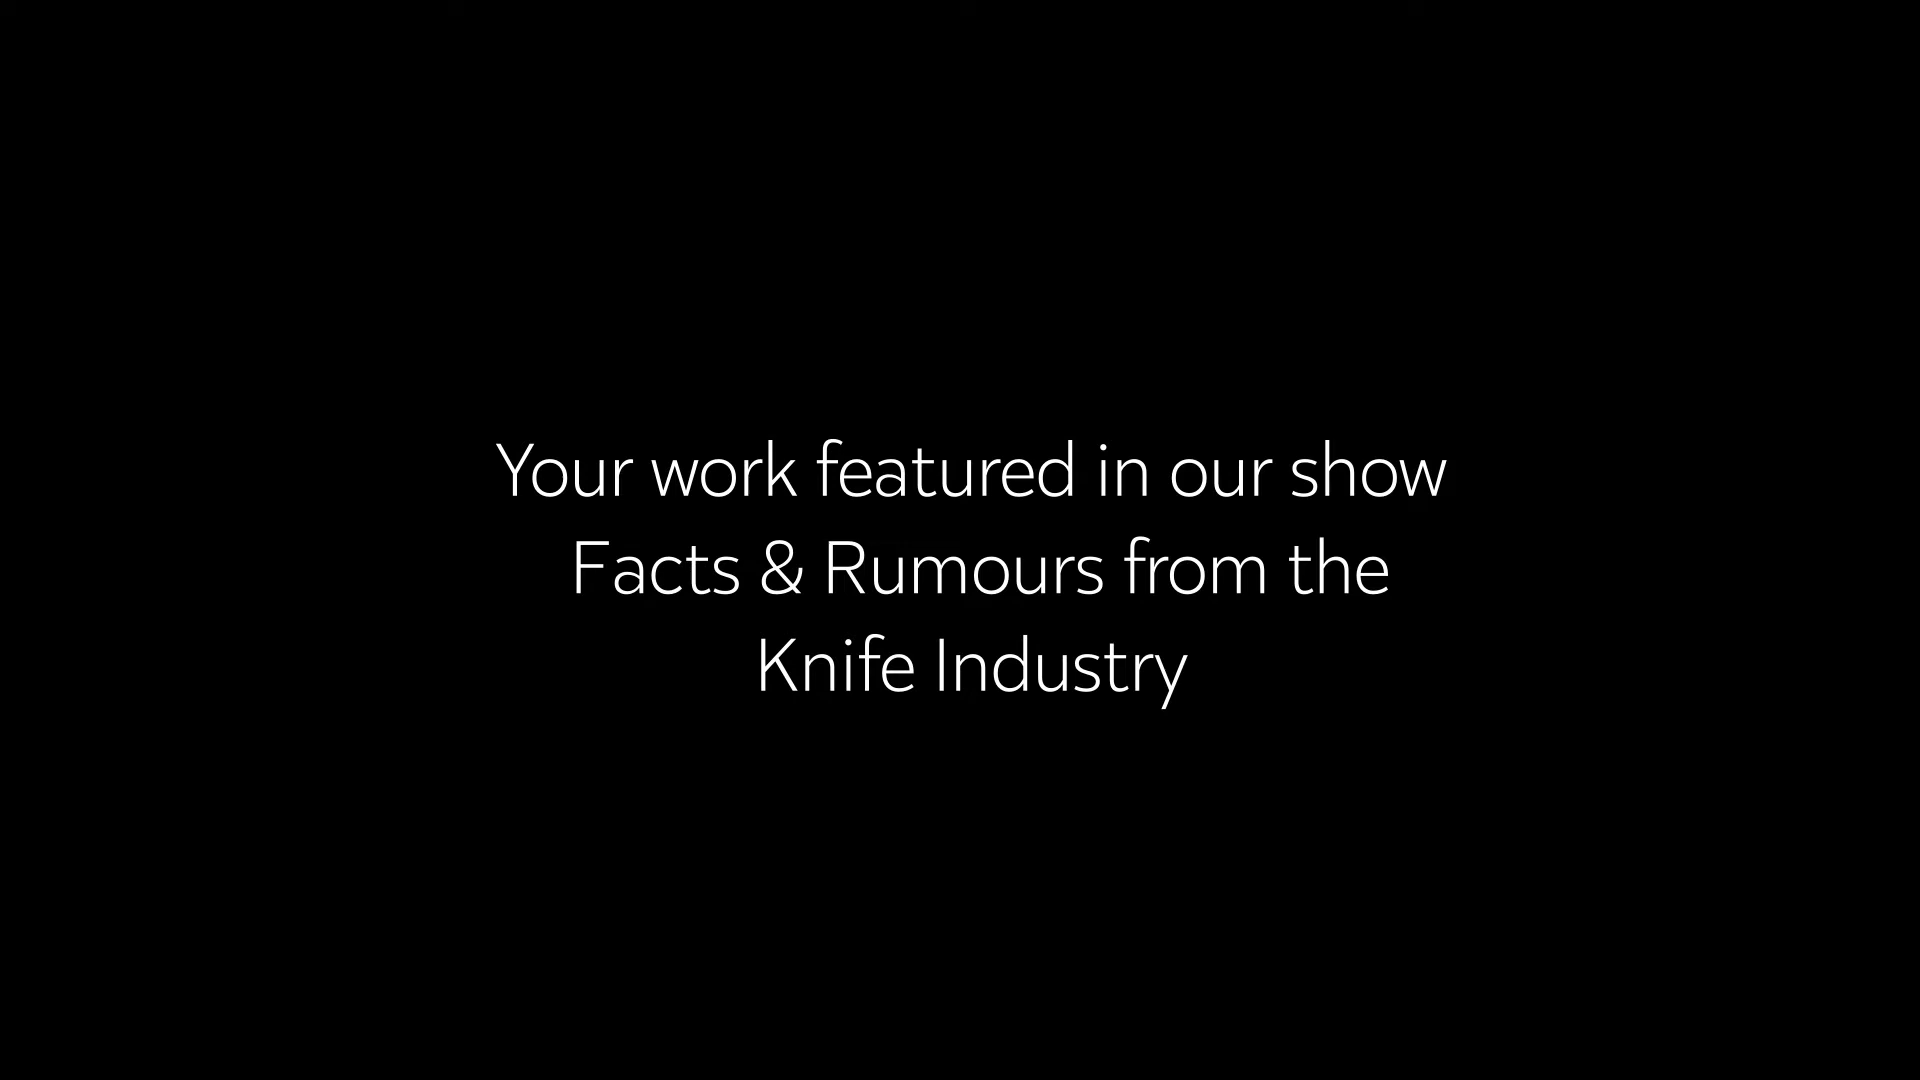 Your work featured in our show
Facts & Rumours from the
Knife Industry